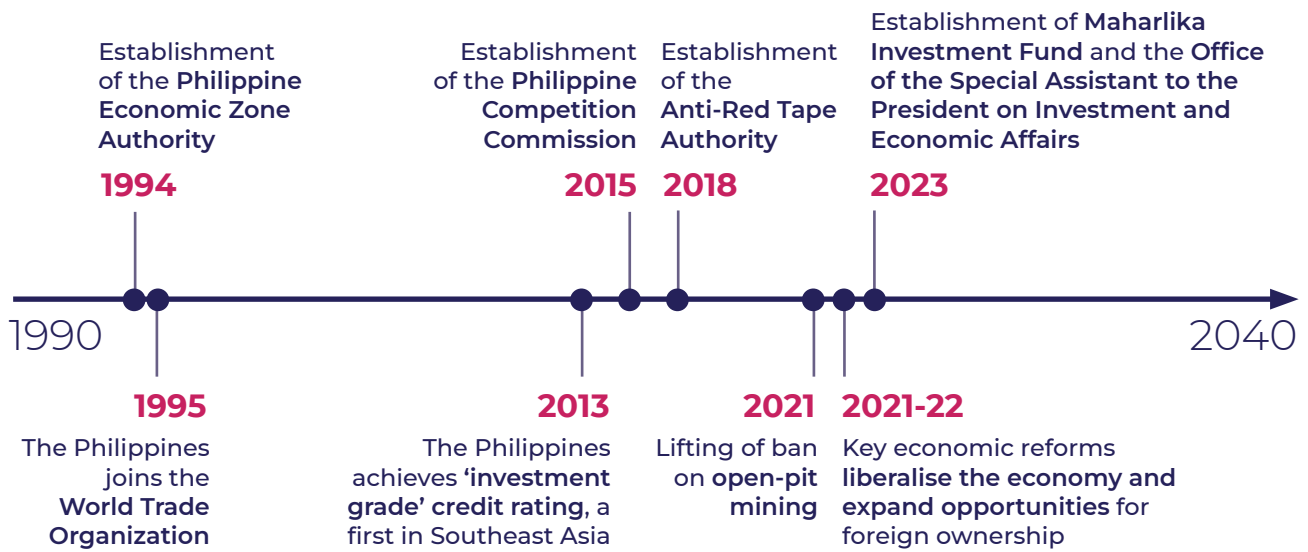 Establishment
of the Philippine
Economic Zone
Authority
1994
Establishment
of the Philippine
Competition
Commission
2015
Establishment
of the
Anti-Red Tape
Authority
2018
Establishment of Maharlika
Investment Fund and the Office
of the Special Assistant to the
President on Investment and
Economic Affairs
2023
1990
2040
1995
The Philippines
joins the
World Trade
Organization
2013
The Philippines
achieves ‘investment
grade’ credit rating, a
first in Southeast Asia
2021
Lifting of ban
on open-pit
mining
2021-22
Key economic reforms
liberalise the economy and
expand opportunities for
foreign ownership